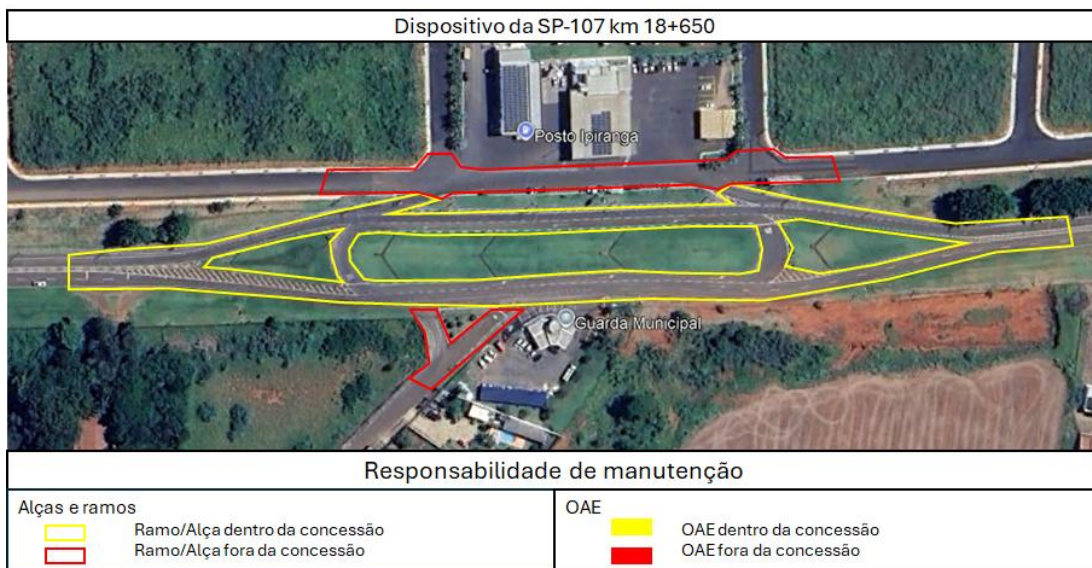 Dispositivo da SP-107 km 18+650
Posto Ipiranga
Guarda Municipal
Responsabilidade de manutenção
Alças e ramos
Ramo/Alça dentro da concessão
Ramo/Alça fora da concessão
OAE
OAE dentro da concessão
OAE fora da concessão